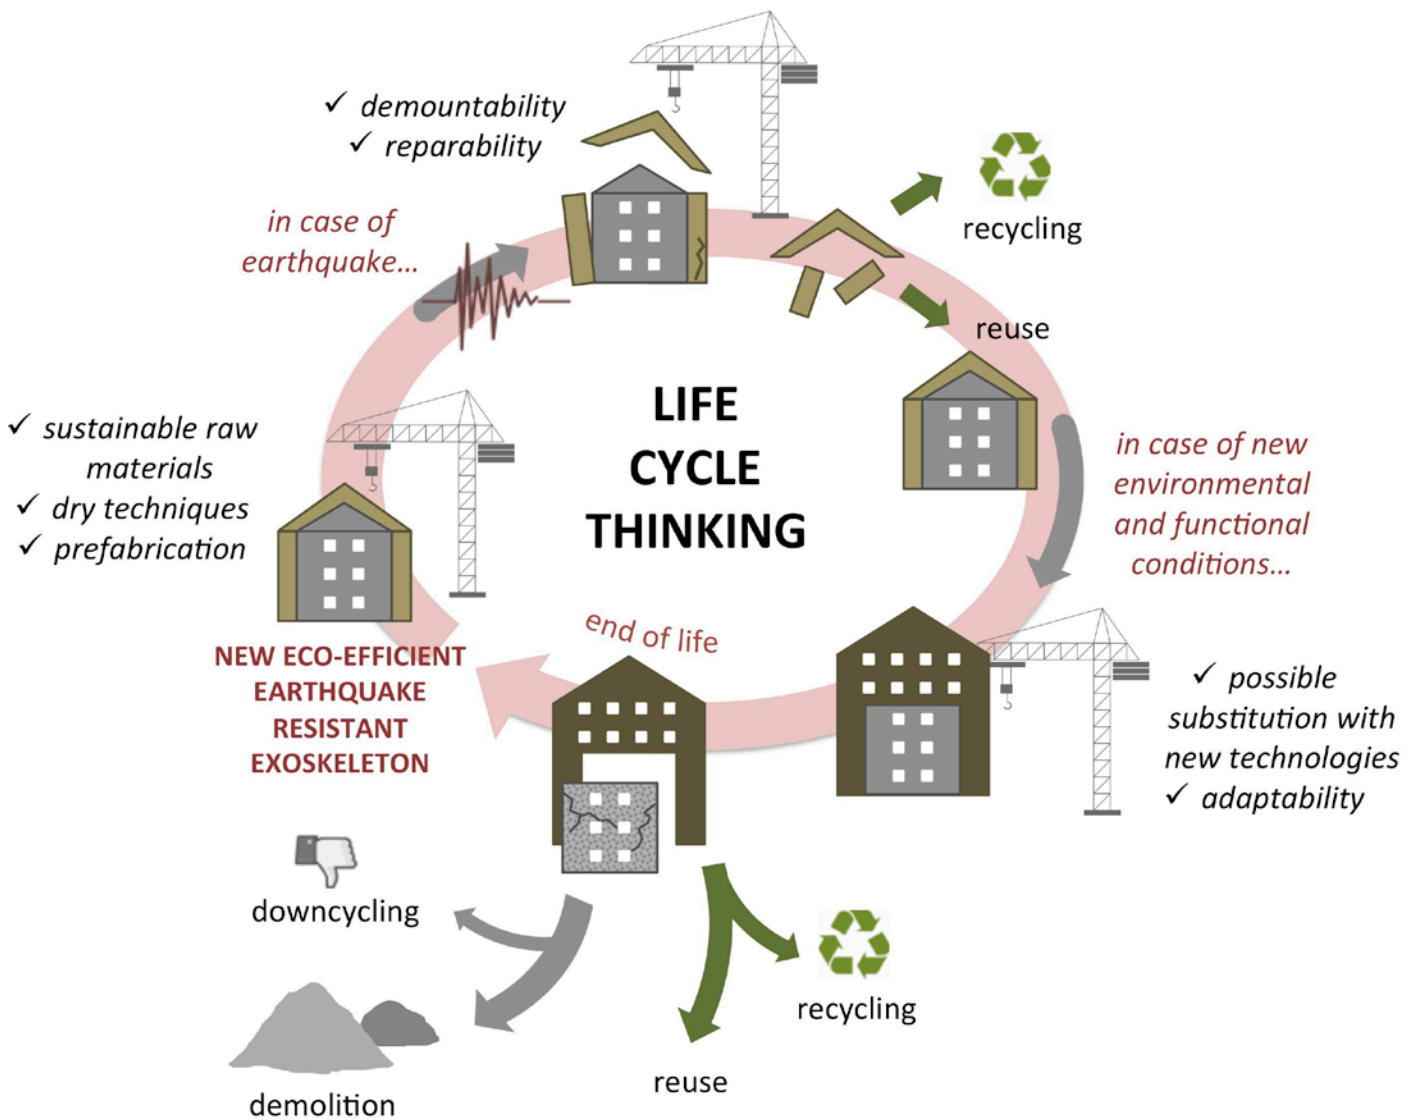 ✓ demountability
✓ reparability
recycling
in case of
earthquake...
reuse
LIFE
CYCLE
THINKING
✓ sustainable raw
materials
✓ dry techniques
✓ prefabrication
in case of new
environmental
and functional
conditions...
NEW ECO-EFFICIENT
EARTHQUAKE
RESISTANT
EXOSKELETON
end of life
✓ possible
substitution with
new technologies
✓ adaptability
downcycling
recycling
reuse
demolition